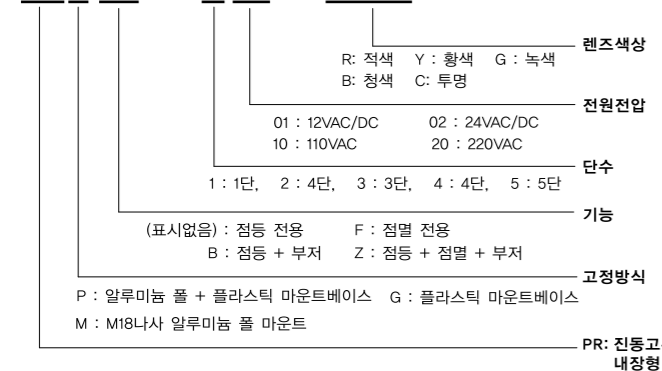 렌즈색상
R: 적색 Y : 황색 G : 녹색
B: 청색 C: 투명
전원전압
01 : 12VAC/DC 02 : 24VAC/DC
10 : 110VAC 20 : 220VAC
단수
1 : 1단, 2 : 4단, 3 : 3단, 4 : 4단, 5 : 5단
기능
(표시없음) : 점등 전용 F : 점멸 전용
B : 점등 + 부저 Z : 점등 + 점멸 + 부저
고정방식
P : 알루미늄 폴 + 플라스틱 마운트베이스 G : 플라스틱 마운트베이스
M : M18나사 알루미늄 폴 마운트
PR: 진동고
내장형